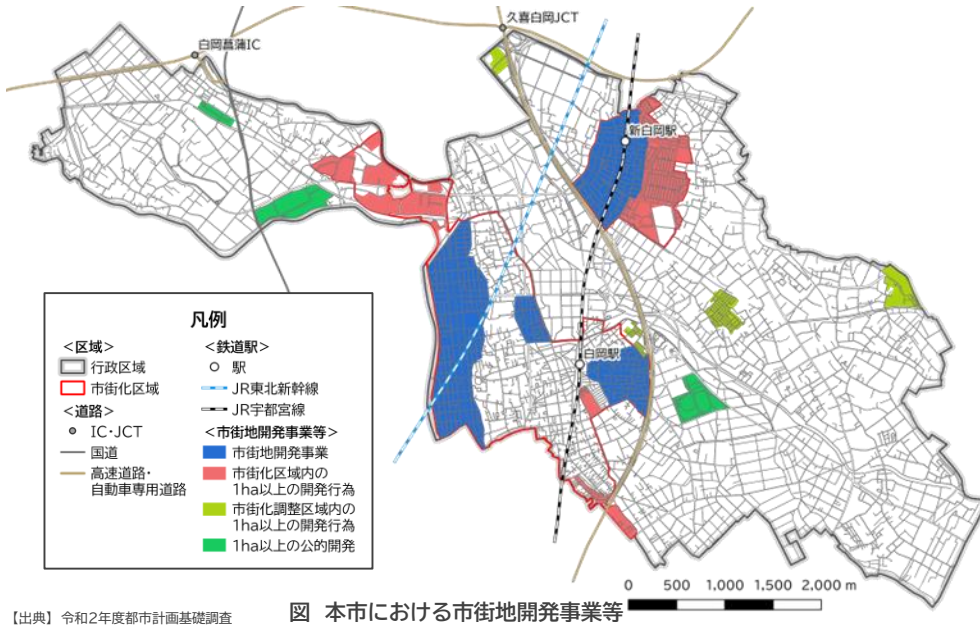 久喜白岡JCT
白岡菖蒲IC
新白岡駅
白岡駅
凡例
<区域>
行政区域
市街化区域
<道路>
IC・JCT
国道
高速道路・
自動車専用道路
<鉄道駅>
駅
JR東北新幹線
JR宇都宮線
<市街地開発事業等>
市街地開発事業
市街化区域内の
1ha以上の開発行為
市街化調整区域内の
1ha以上の開発行為
1ha以上の公的開発
0 500 1,000 1,500 2,000 m
【出典】令和2年度都市計画基礎調査
図 本市における市街地開発事業等